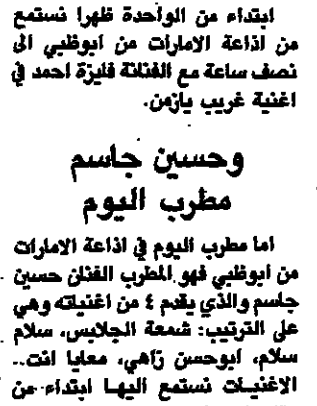 ابتداء من الواحدة ظهرا نستمع
من اذاعة الامارات من ابوظبي الى
نصف ساعة مع الفنانة فايزة احمد في
اغنية غريب يازمن.
وحسين جاسم
مطرب اليوم
اما مطرب اليوم في اذاعة الامارات
من ابوظبي فهو المطرب الفنان حسين
جاسم والذي يقدم ٤ من اغنياته وهي
على الترتيب: شمعة الجلاس، سلام
سلام، ابوحسن زاهي، معايا انت..
الاغنيات نستمع اليها ابتداء من